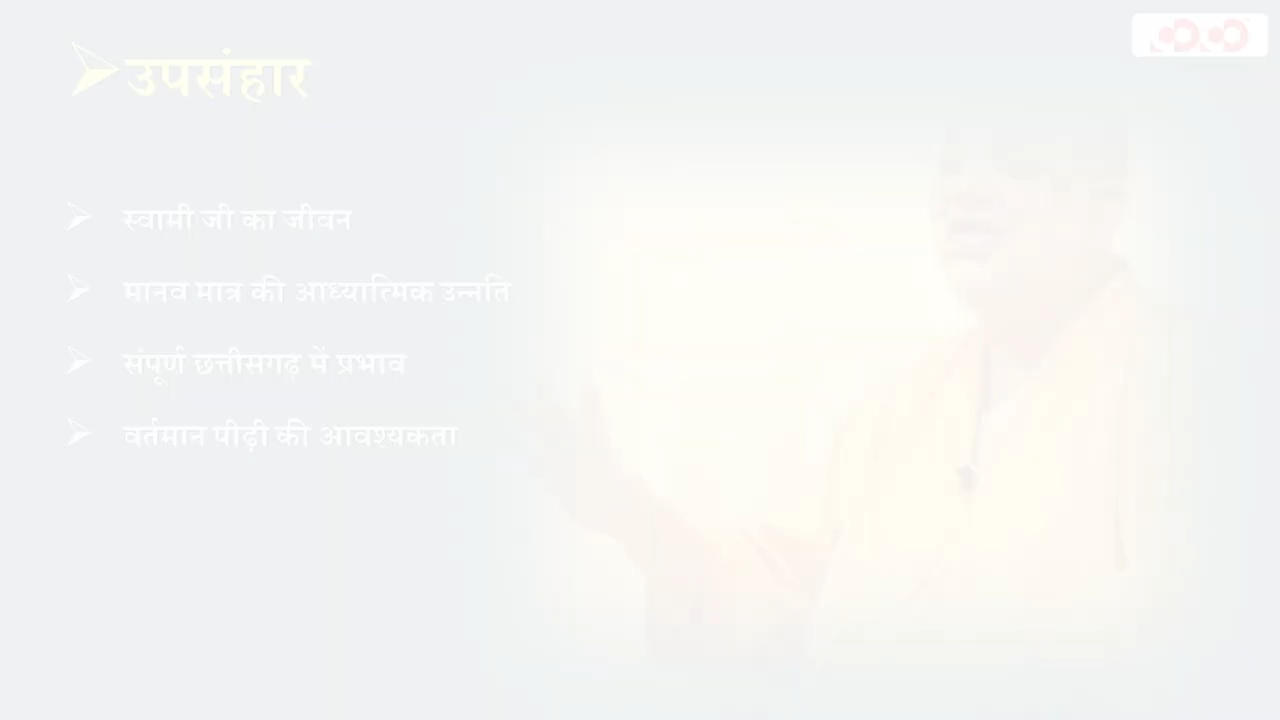 उपसंहार
स्वामी जी का जीवन
मानव मात्र की आध्यात्मिक उन्नति
संपूर्ण छत्तीसगढ़ में प्रभाव
वर्तमान पीढ़ी की आवश्यकता